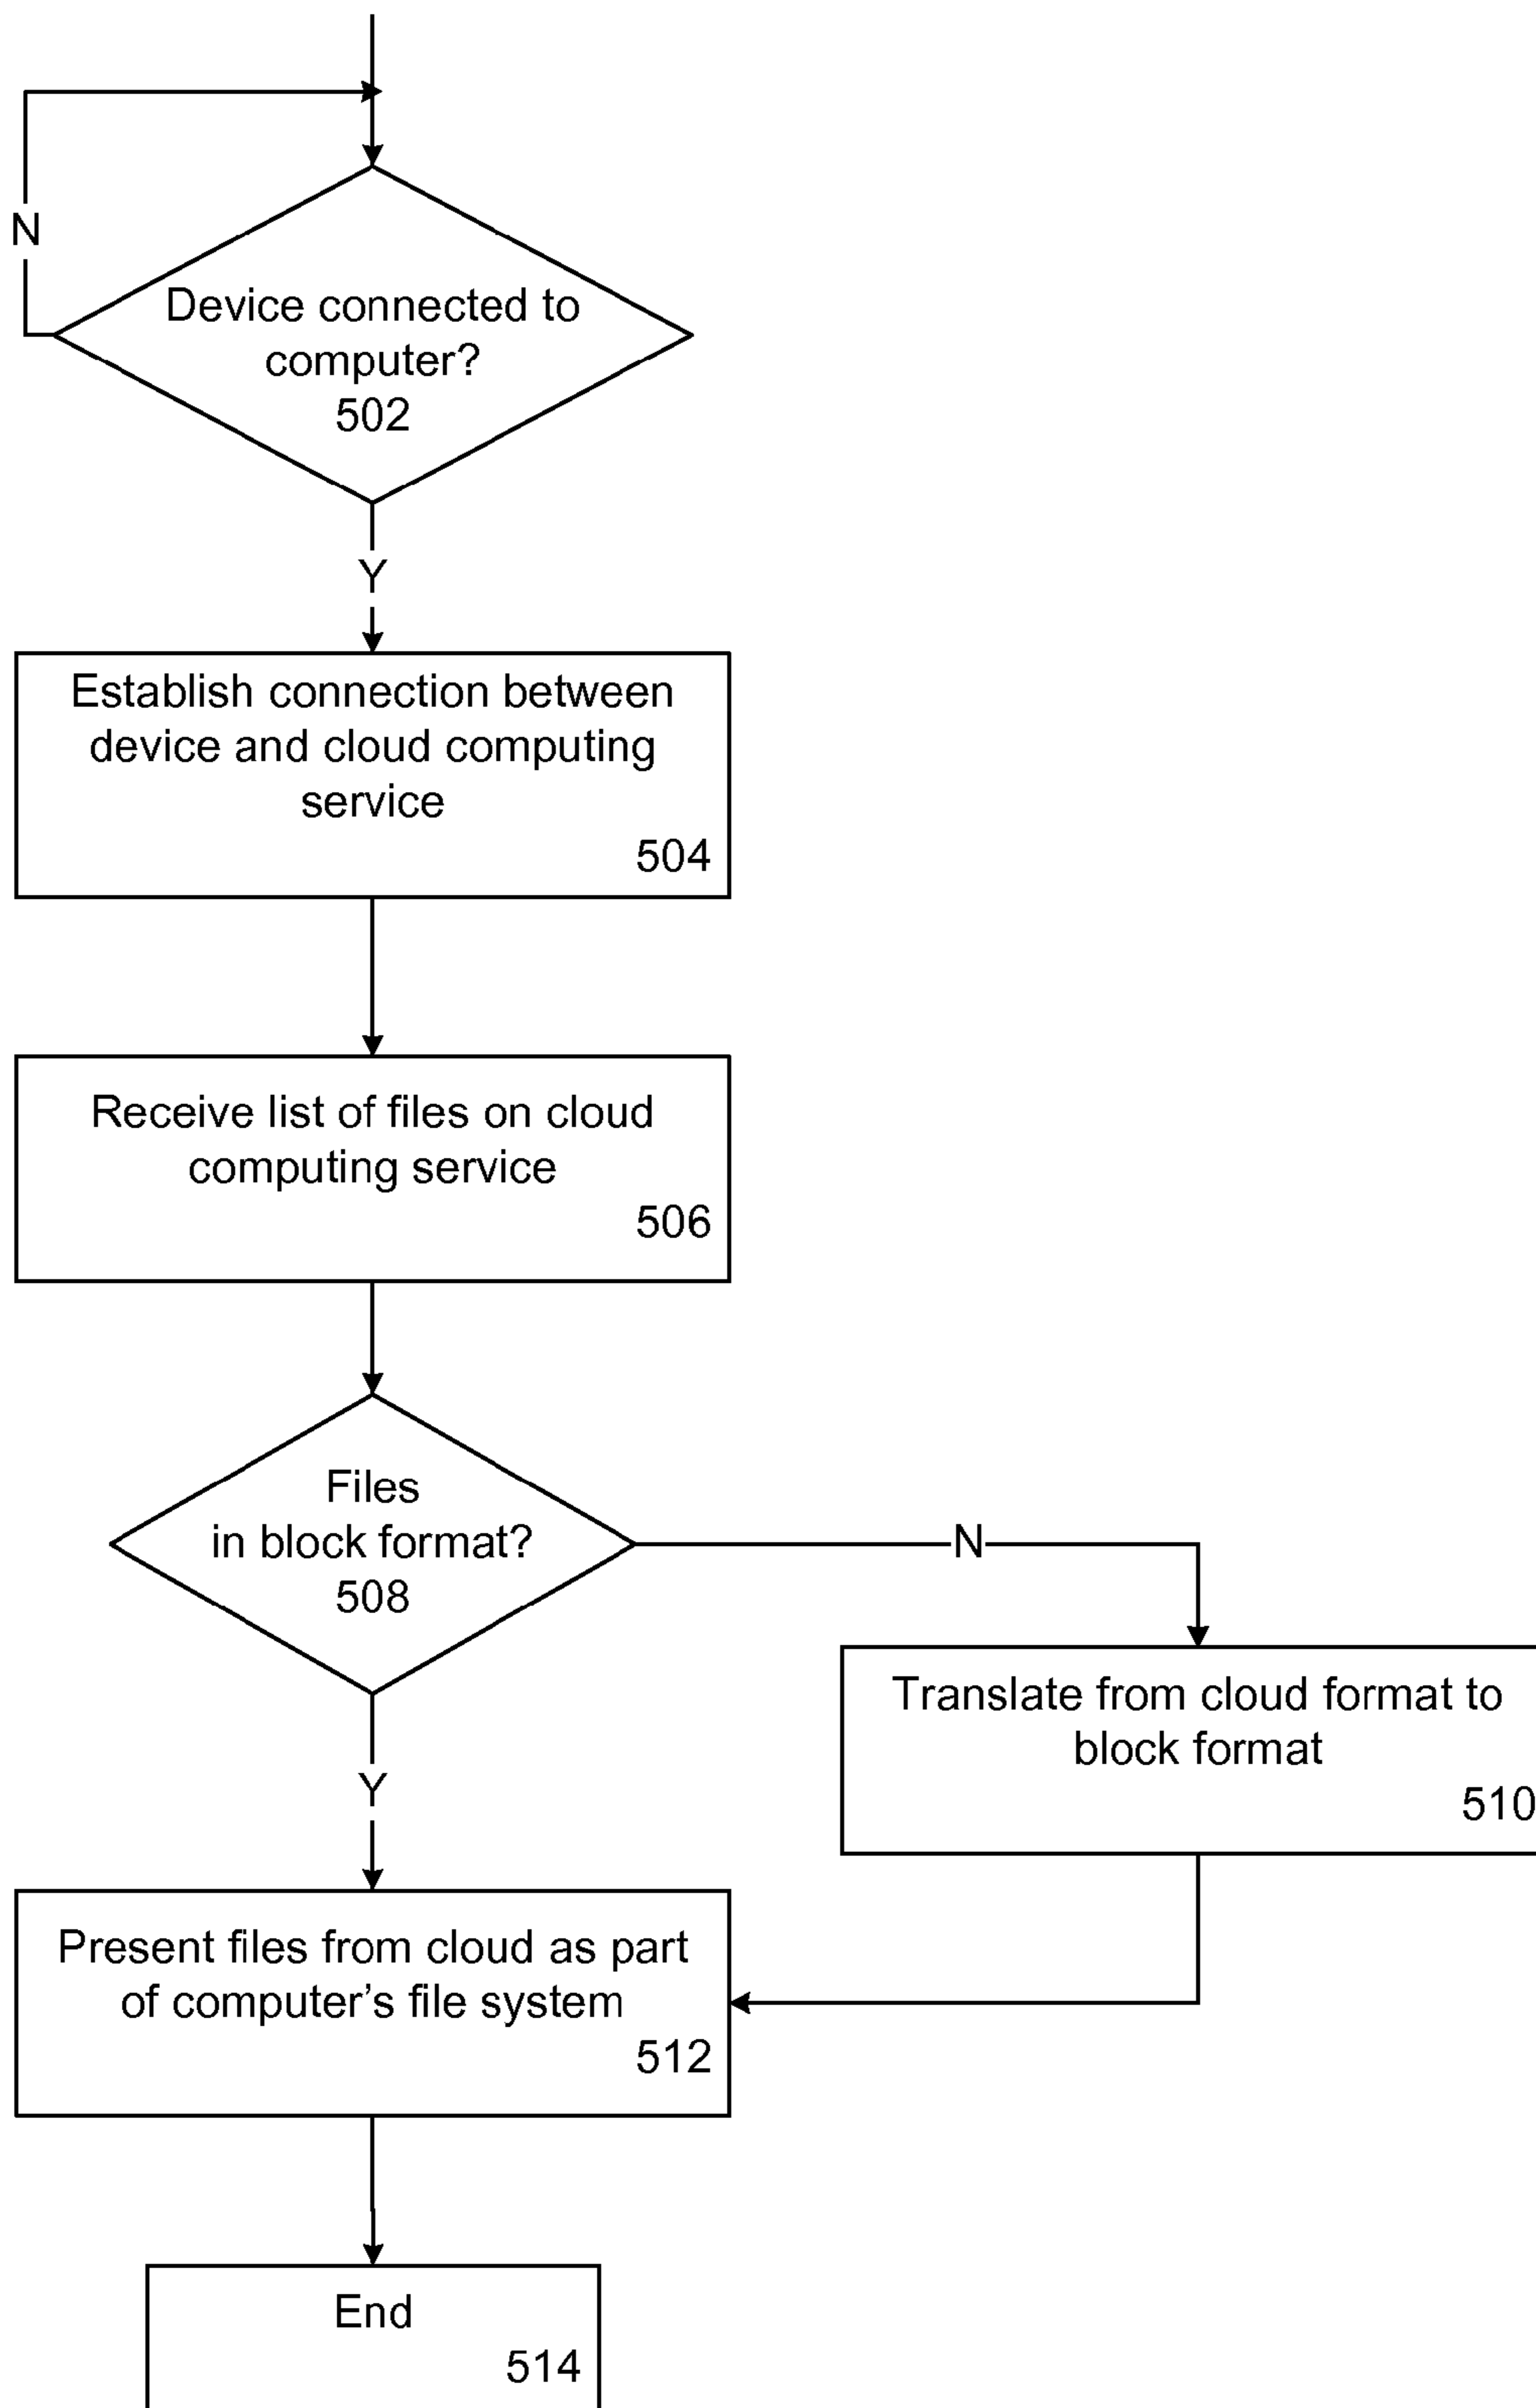 N
Device connected to
computer?
502
Y
Establish connection between
device and cloud computing
service
504
Receive list of files on cloud
computing service
506
Files
in block format?
508
N
Translate from cloud format to
block format
510
Y
Present files from cloud as part
of computer’s file system
512
End
514